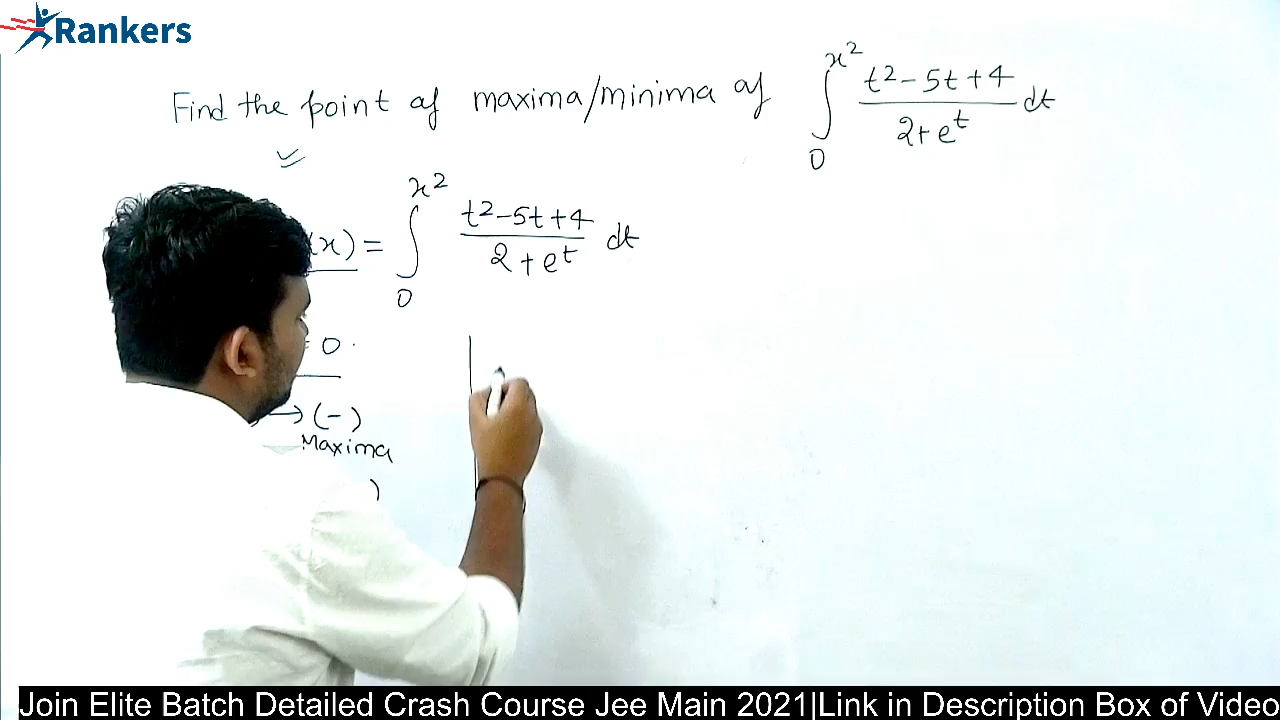 Rankers
Find the point of maxima/minima of ∫₀^{x²} (t²-5t+4)/(2+e^t) dt
(x) = ∫₀^{x²} (t²-5t+4)/(2+e^t) dt
= 0
→ (-)
Maxima
)
Join Elite Batch Detailed Crash Course Jee Main 2021|Link in Description Box of Video